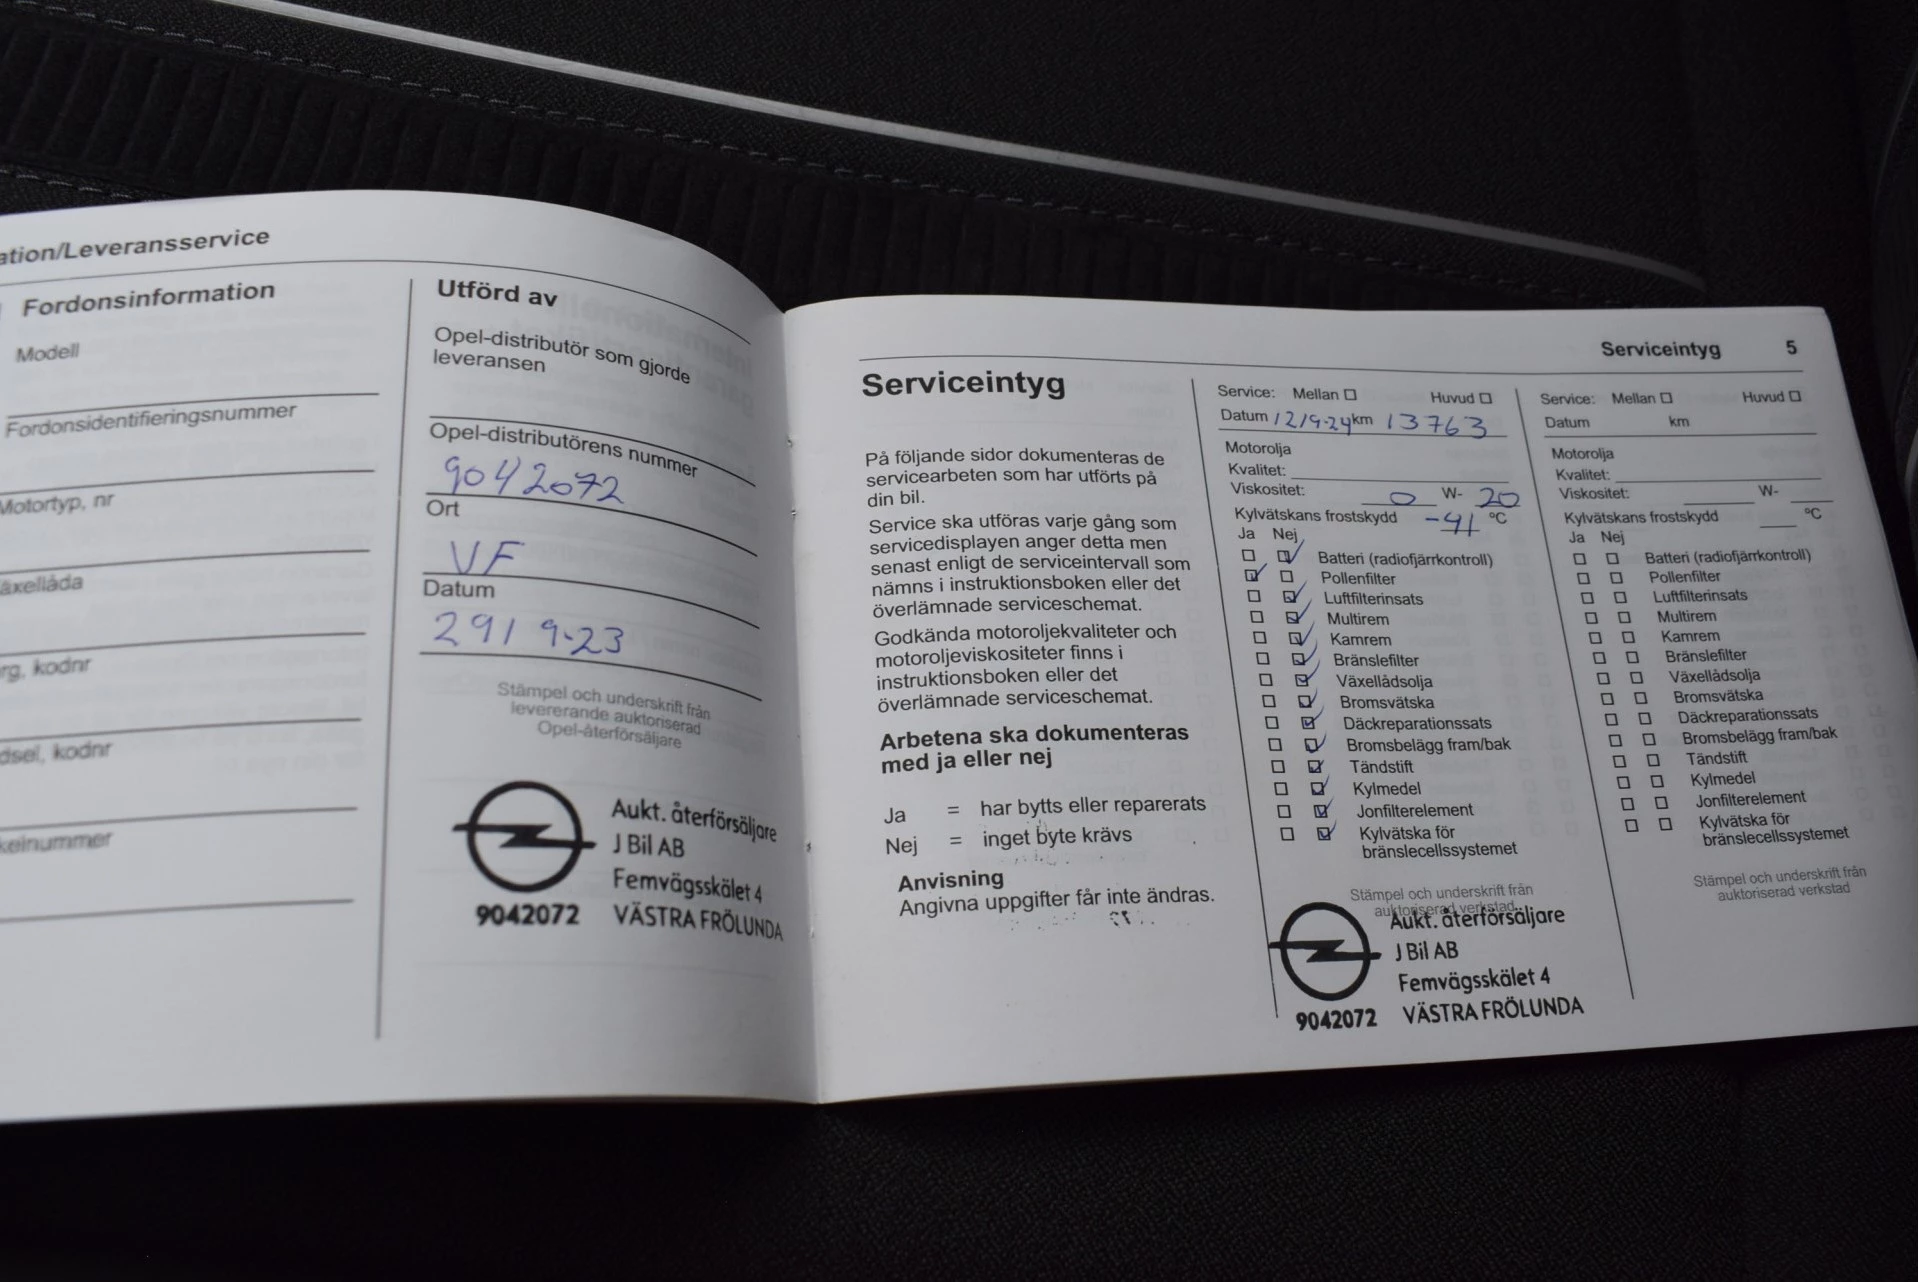 ation/Leveransservice
Fordonsinformation
Modell
Fordonsidentifieringsnummer
Motortyp, nr
äxellåda
rg, kodnr
dsel, kodnr
kelnummer
Utförd av
Opel-distributör som gjorde
leveransen
Opel-distributörens nummer
9042072
Ort
VF
Datum
29/9-23
Stämpel och underskrift från
levererande auktoriserad
Opel-återförsäljare
Aukt. återförsäljare
J Bil AB
Femvägsskälet 4
9042072 VÄSTRA FRÖLUNDA
Serviceintyg 5
Serviceintyg
På följande sidor dokumenteras de
servicearbeten som har utförts på
din bil.
Service ska utföras varje gång som
servicedisplayen anger detta men
senast enligt de serviceintervall som
nämns i instruktionsboken eller det
överlämnade serviceschemat.
Godkända motoroljekvaliteter och
motoroljeviskositeter finns i
instruktionsboken eller det
överlämnade serviceschemat.
Arbetena ska dokumenteras
med ja eller nej
Ja = har bytts eller reparerats
Nej = inget byte krävs
Anvisning
Angivna uppgifter får inte ändras.
Service: Mellan Huvud
Datum 12/9-24 km 13763
Motorolja
Kvalitet:
Viskositet: 0 W- 20
Kylvätskans frostskydd -41 °C
Ja Nej
Batteri (radiofjärrkontroll)
Pollenfilter
Luftfilterinsats
Multirem
Kamrem
Bränslefilter
Växellådsolja
Bromsvätska
Däckreparationssats
Bromsbelägg fram/bak
Tändstift
Kylmedel
Jonfilterelement
Kylvätska för
bränslecellssystemet
Stämpel och underskrift från
auktoriserad verkstad
Aukt. återförsäljare
J Bil AB
Femvägsskälet 4
9042072 VÄSTRA FRÖLUNDA
Service: Mellan Huvud
Datum km
Motorolja
Kvalitet:
Viskositet: W-
Kylvätskans frostskydd °C
Ja Nej
Batteri (radiofjärrkontroll)
Pollenfilter
Luftfilterinsats
Multirem
Kamrem
Bränslefilter
Växellådsolja
Bromsvätska
Däckreparationssats
Bromsbelägg fram/bak
Tändstift
Kylmedel
Jonfilterelement
Kylvätska för
bränslecellssystemet
Stämpel och underskrift från
auktoriserad verkstad